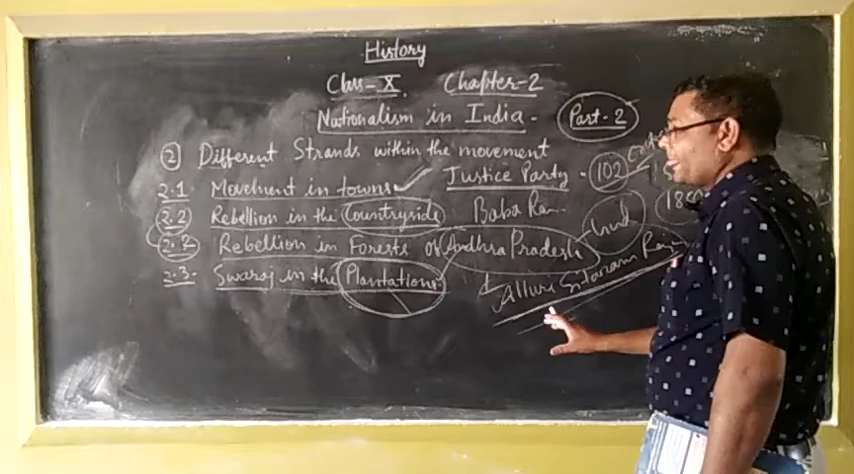 History
Class-X. Chapter-2
Nationalism in India. Part-2
② Different Strands within the movement
2.1 Movement in towns ✓ Justice Party - 102
2.2 Rebellion in the Countryside Baba Ram.
2.2 Rebellion in Forests of Andhra Pradesh
2.3. Swaraj in the Plantations.
Alluri Sitaram Raju